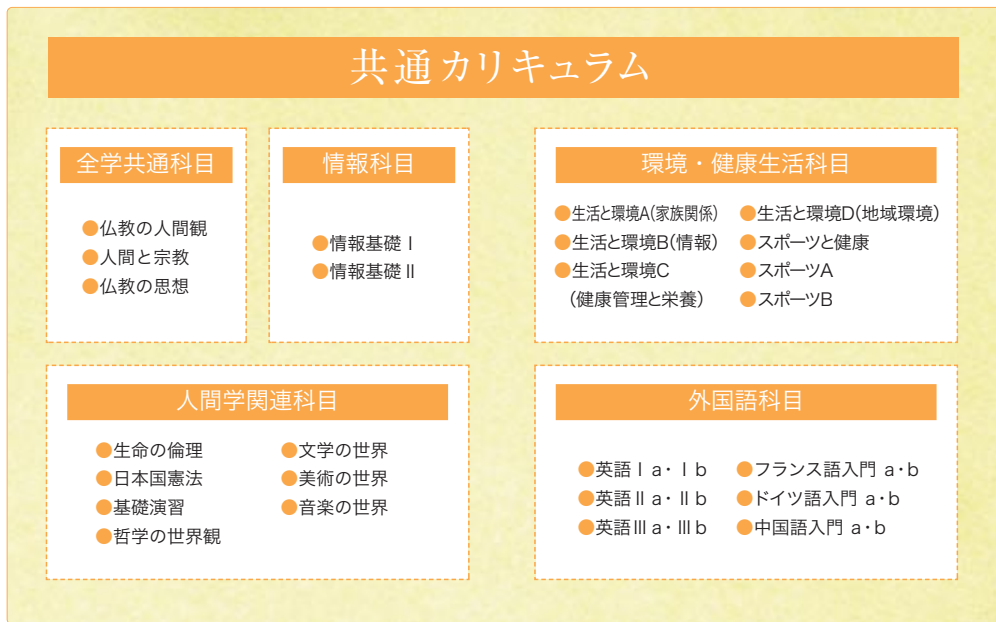 共通カリキュラム
全学共通科目
●仏教の人間観
●人間と宗教
●仏教の思想
情報科目
●情報基礎Ⅰ
●情報基礎Ⅱ
環境・健康生活科目
●生活と環境A(家族関係)
●生活と環境B(情報)
●生活と環境C
(健康管理と栄養)
●生活と環境D(地域環境)
●スポーツと健康
●スポーツA
●スポーツB
人間学関連科目
●生命の倫理
●日本国憲法
●基礎演習
●哲学の世界観
●文学の世界
●美術の世界
●音楽の世界
外国語科目
●英語Ⅰa・Ⅰb
●英語Ⅱa・Ⅱb
●英語Ⅲa・Ⅲb
●フランス語入門 a・b
●ドイツ語入門 a・b
●中国語入門 a・b